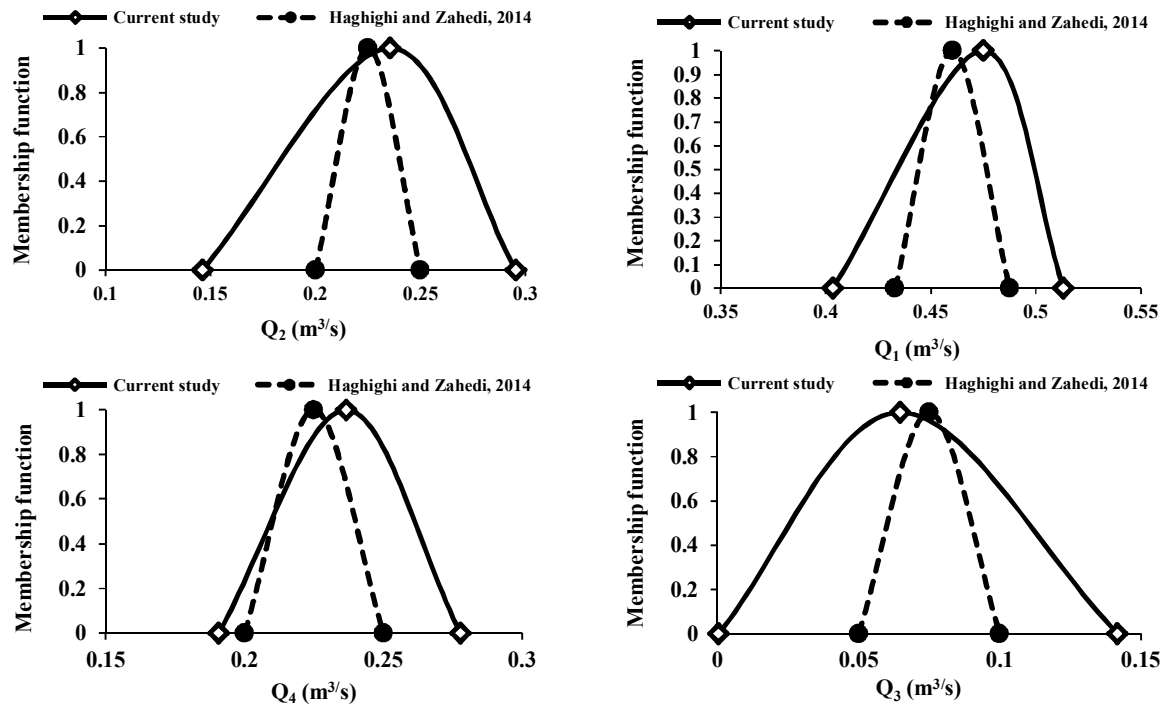 Current study Haghighi and Zahedi, 2014
Membership function
1
0.8
0.6
0.4
0.2
0
0.1 0.15 0.2 0.25 0.3
Q2 (m3/s)
Current study Haghighi and Zahedi, 2014
Membership function
1
0.9
0.8
0.7
0.6
0.5
0.4
0.3
0.2
0.1
0
0.35 0.4 0.45 0.5 0.55
Q1 (m3/s)
Current study Haghighi and Zahedi, 2014
Membership function
1
0.8
0.6
0.4
0.2
0
0.15 0.2 0.25 0.3
Q4 (m3/s)
Current study Haghighi and Zahedi, 2014
Membership function
1
0.8
0.6
0.4
0.2
0
0 0.05 0.1 0.15
Q3 (m3/s)